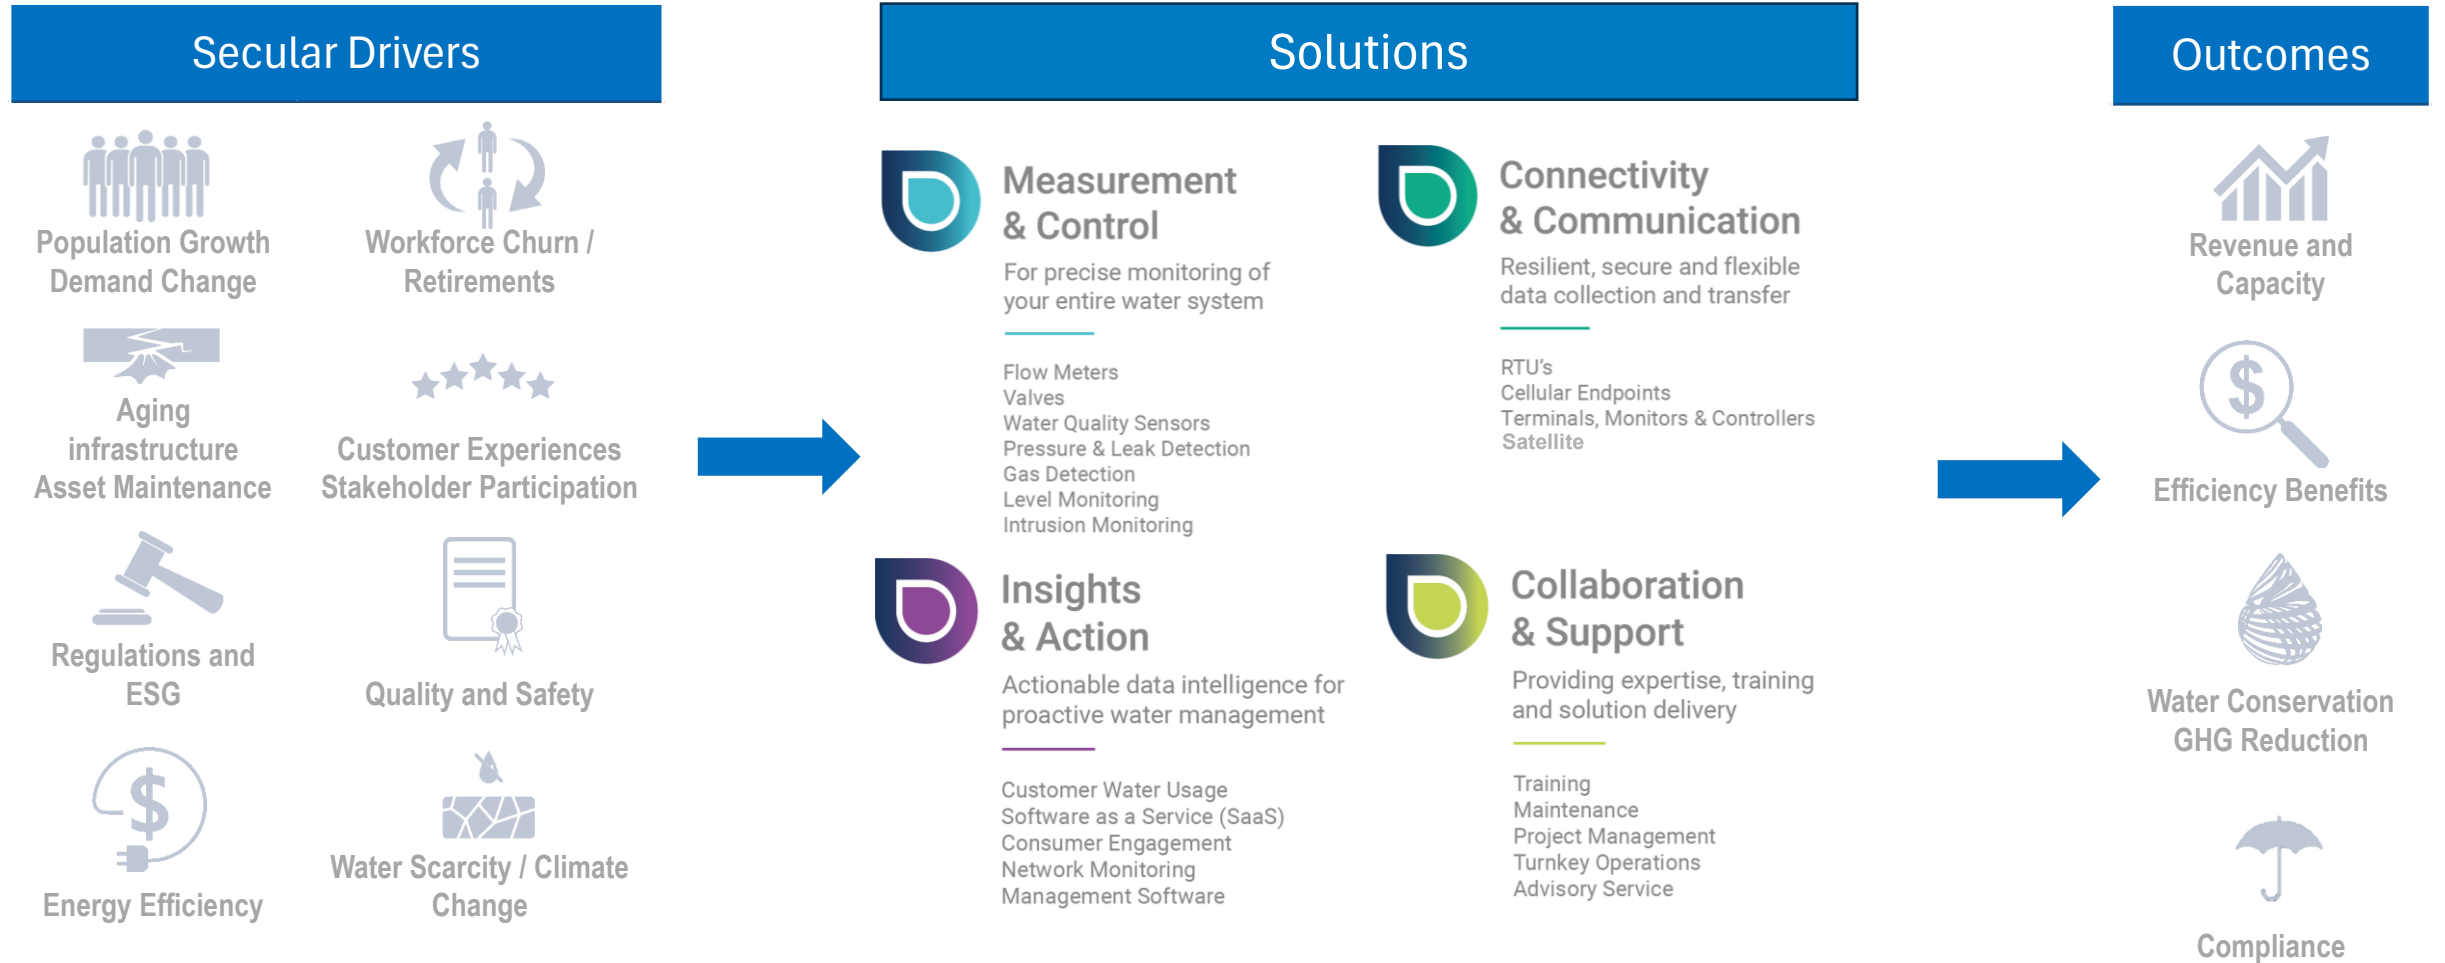 Secular Drivers
Population Growth
Demand Change
Workforce Churn /
Retirements
Aging
infrastructure
Asset Maintenance
Customer Experiences
Stakeholder Participation
Regulations and
ESG
Quality and Safety
Energy Efficiency
Water Scarcity / Climate
Change
Solutions
Measurement
& Control
For precise monitoring of
your entire water system
Flow Meters
Valves
Water Quality Sensors
Pressure & Leak Detection
Gas Detection
Level Monitoring
Intrusion Monitoring
Connectivity
& Communication
Resilient, secure and flexible
data collection and transfer
RTU's
Cellular Endpoints
Terminals, Monitors & Controllers
Satellite
Insights
& Action
Actionable data intelligence for
proactive water management
Customer Water Usage
Software as a Service (SaaS)
Consumer Engagement
Network Monitoring
Management Software
Collaboration
& Support
Providing expertise, training
and solution delivery
Training
Maintenance
Project Management
Turnkey Operations
Advisory Service
Outcomes
Revenue and
Capacity
$
Efficiency Benefits
Water Conservation
GHG Reduction
Compliance
$